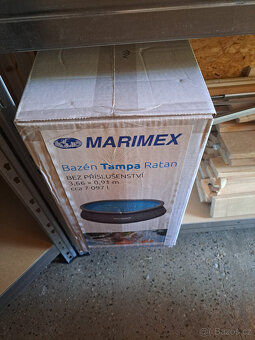 MARIMEX
Bazén Tampa Ratan
BEZ PŘÍSLUŠENSTVÍ
3,66 × 0,91 m
cca 7 097 l